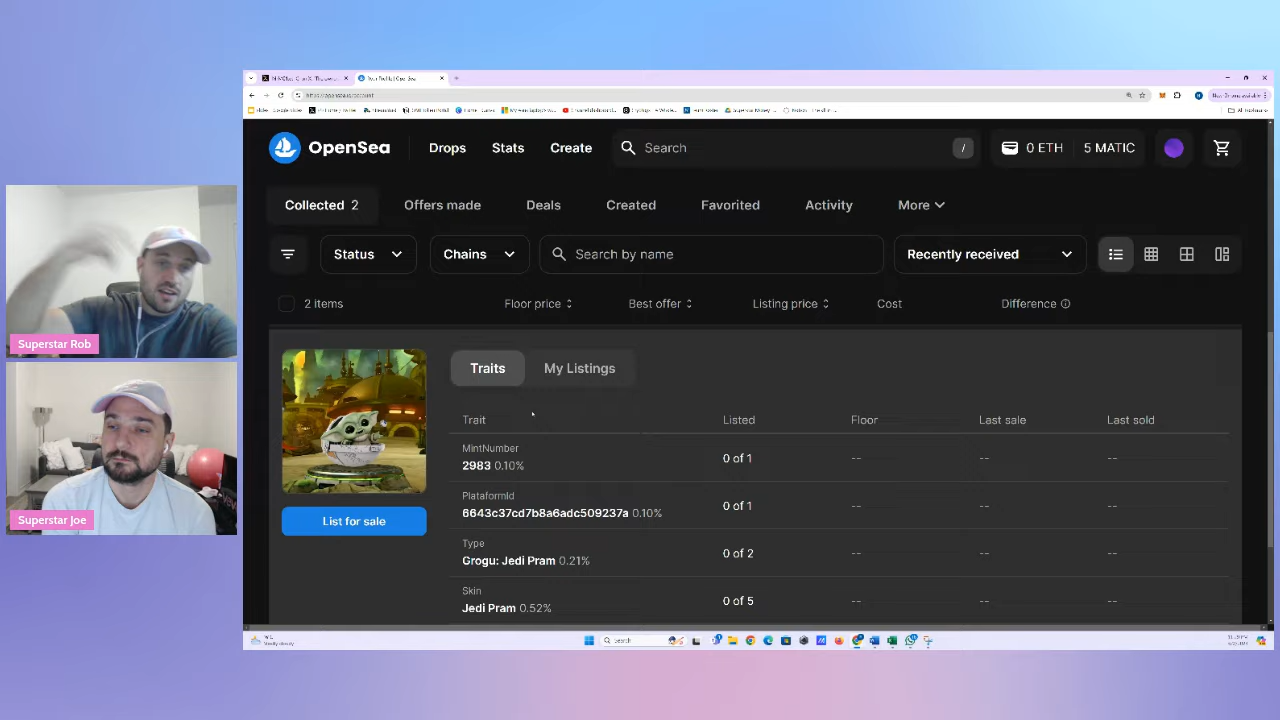 OpenSea
Drops
Stats
Create
Search
/
0 ETH
5 MATIC
Collected 2
Offers made
Deals
Created
Favorited
Activity
More
Status
Chains
Search by name
Recently received
2 items
Floor price
Best offer
Listing price
Cost
Difference
Traits
My Listings
Trait
Listed
Floor
Last sale
Last sold
MintNumber
2983 0.10%
0 of 1
--
--
--
PlataformId
6643c37cd7b8a6adc509237a 0.10%
0 of 1
--
--
--
Type
Grogu: Jedi Pram 0.21%
0 of 2
--
--
--
Skin
Jedi Pram 0.52%
0 of 5
--
--
--
List for sale
Superstar Rob
Superstar Joe
Search